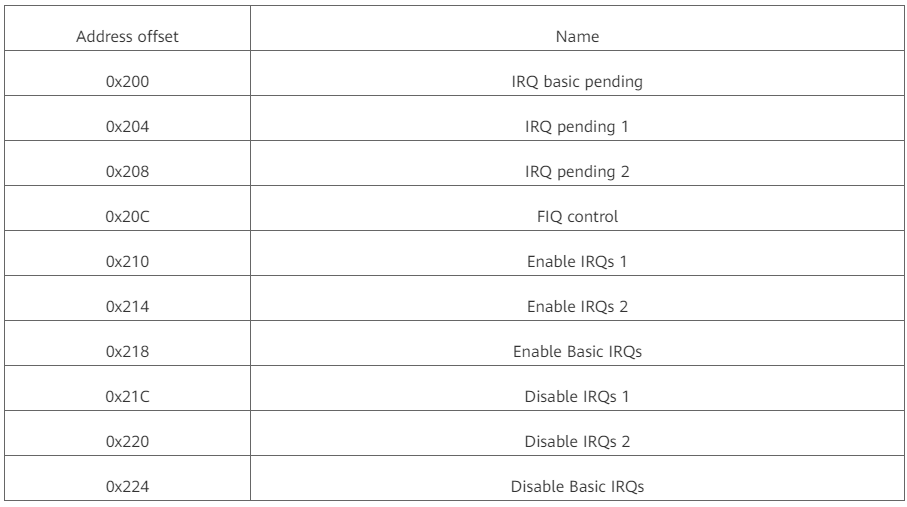 Address offset Name
0x200 IRQ basic pending
0x204 IRQ pending 1
0x208 IRQ pending 2
0x20C FIQ control
0x210 Enable IRQs 1
0x214 Enable IRQs 2
0x218 Enable Basic IRQs
0x21C Disable IRQs 1
0x220 Disable IRQs 2
0x224 Disable Basic IRQs